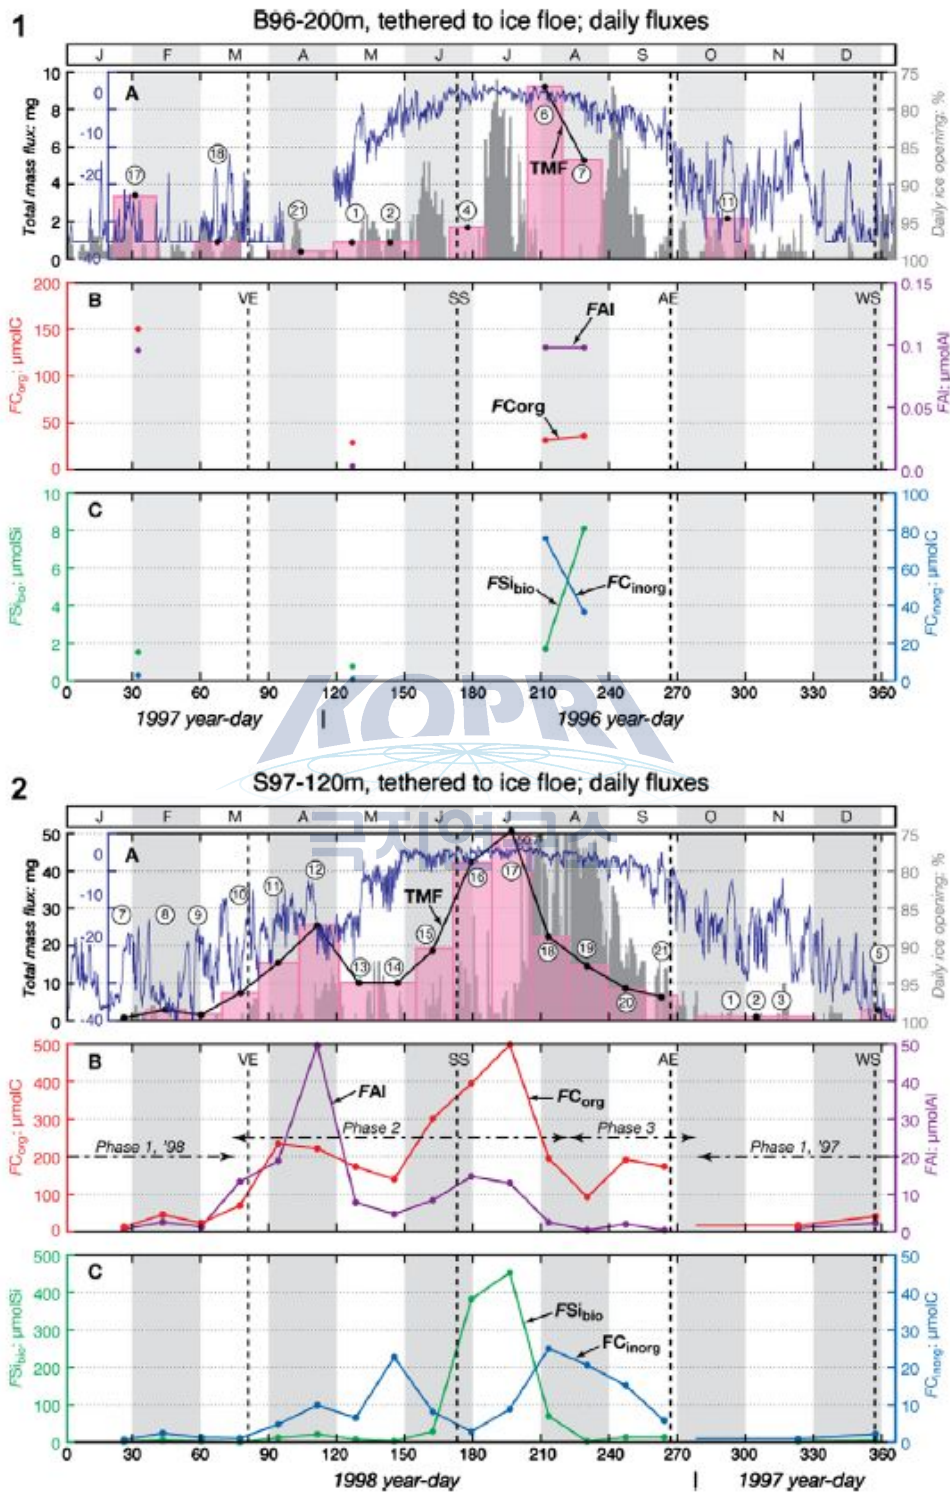 1
B96-200m, tethered to ice floe; daily fluxes
J F M A M J J A S O N D
A
Total mass flux: mg
10 8 6 4 2 0
0 -10 -20 -40
75 80 85 90 95 100
Daily ice opening: %
17 18 21 1 2 4 6 7 11
TMF
B
VE SS AE WS
FCorg: µmolC
200 150 100 50 0
0.15 0.1 0.05 0.0
FAl: µmolAl
FAl
FCorg
C
FSibio: µmolSi
10 8 6 4 2 0
100 80 60 40 20 0
FCinorg: µmolC
FSibio
FCinorg
0 30 60 90 120 150 180 210 240 270 300 330 360
1997 year-day | 1996 year-day
KOPRI
극지연구소
2
S97-120m, tethered to ice floe; daily fluxes
J F M A M J J A S O N D
A
Total mass flux: mg
50 40 30 20 10 0
0 -10 -20 -40
75 80 85 90 95 100
Daily ice opening: %
7 8 9 10 11 12 13 14 15 16 17 18 19 20 21 1 2 3 5
TMF
B
VE SS AE WS
FCorg: µmolC
500 400 300 200 100 0
50 40 30 20 10 0
FAl: µmolAl
FAl
FCorg
Phase 1, '98
Phase 2
Phase 3
Phase 1, '97
C
FSibio: µmolSi
500 400 300 200 100 0
50 40 30 20 10 0
FCinorg: µmolC
FSibio
FCinorg
0 30 60 90 120 150 180 210 240 270 300 330 360
1998 year-day | 1997 year-day